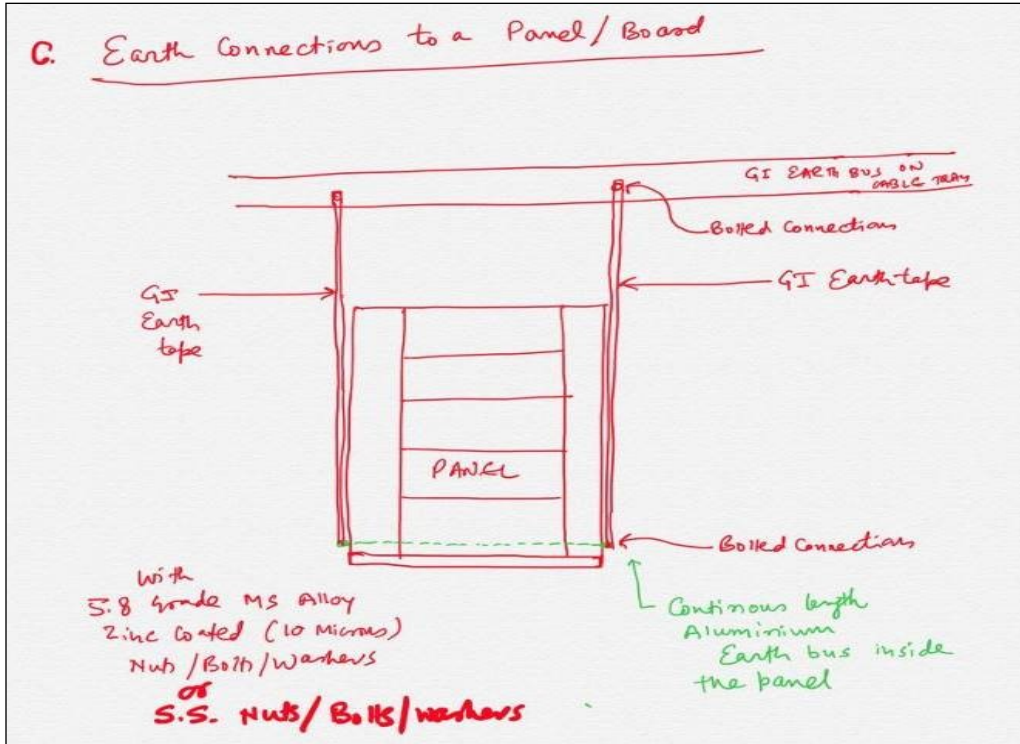 C. Earth Connections to a Panel/Board
GI EARTH BUS ON
CABLE TRAY
Bolted Connections
GI
Earth
tape
GI Earth tape
PANEL
Bolted Connections
With
5.8 Grade MS Alloy
Zinc Coated (10 Microns)
Nuts/Bolts/Washers
or
S.S. Nuts/Bolts/Washers
Continous length
Aluminium
Earth bus inside
the panel